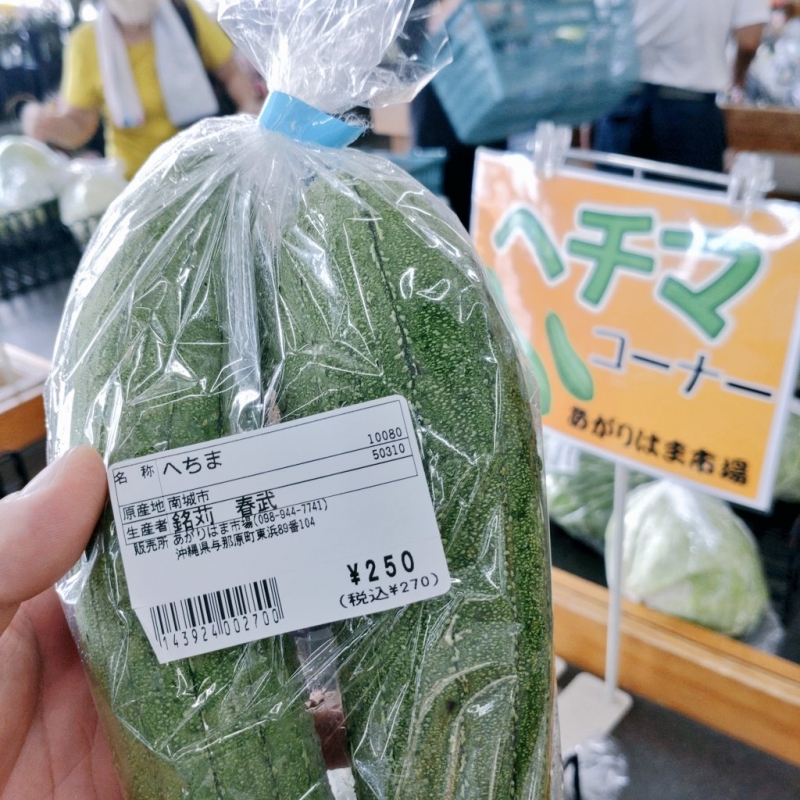 名 称 へちま
10080
50310
原産地 南城市
生産者 銘苅 春武
販売所 あがりはま市場(098-944-7741)
沖縄県与那原町東浜89番地104
¥250
(税込¥270)
143924002700
ヘチマ
コーナー
あがりはま市場